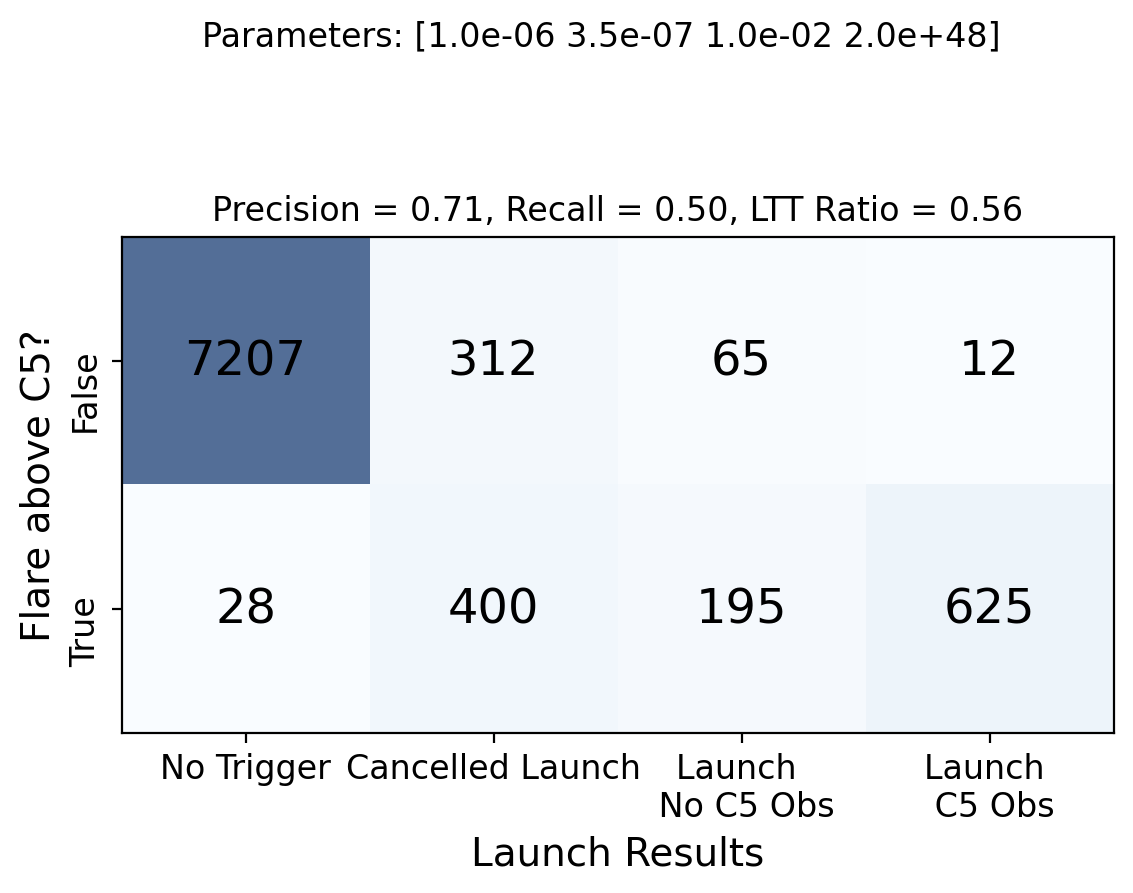 Parameters: [1.0e-06 3.5e-07 1.0e-02 2.0e+48]
Precision = 0.71, Recall = 0.50, LTT Ratio = 0.56
Flare above C5?
False
7207 312 65 12
True
28 400 195 625
No Trigger Cancelled Launch Launch Launch
No C5 Obs C5 Obs
Launch Results